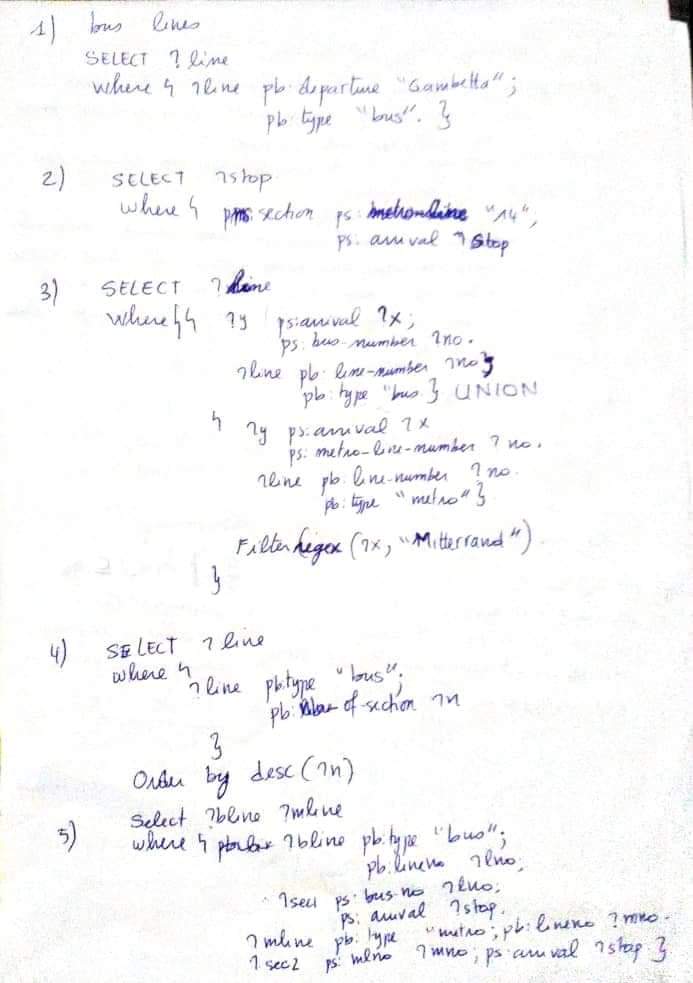 1) bus lines
SELECT ?line
where { ?line pb:departure "Gambetta";
pb:type "bus". }
2) SELECT ?stop
where { section ps: "14";
ps:arrival ?stop
3) SELECT ?line
where {{ ?y ps:arrival ?x;
ps:bus-number ?no.
?line pb:line-number ?no;
pb:type "bus } UNION
{ ?y ps:arrival ?x
ps:metro-line-number ?no.
?line pb:line-number ?no.
pb:type "metro" }
Filter regex (?x, "Mitterrand")
}
4) SELECT ?line
where {
?line pb:type "bus";
pb: of-section ?n
}
Order by desc(?n)
5) Select ?bline ?mline
where { ?bline pb:type "bus";
pb:lineno ?lno;
?sec1 ps:bus-no ?lno;
ps:arrival ?stop.
?mline pb:type "metro"; pb:lineno ?mno.
?sec2 ps:mlno ?mno; ps:arrival ?stop }